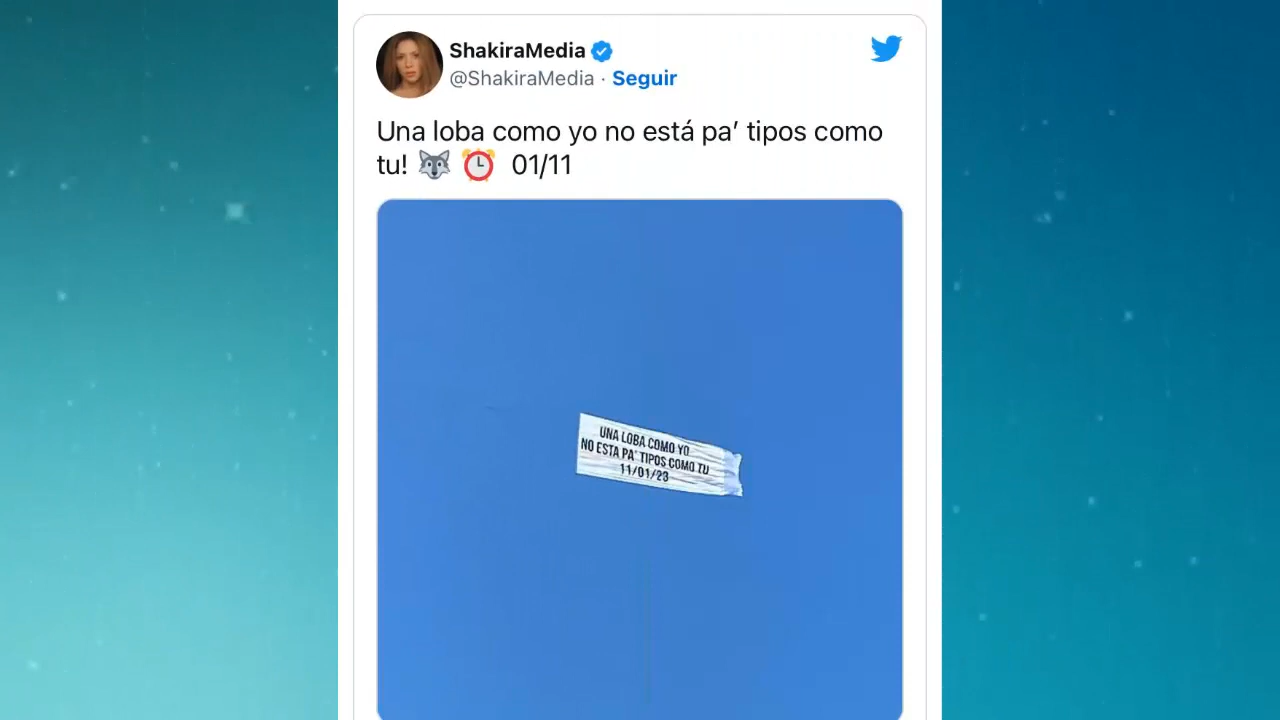 ShakiraMedia
@ShakiraMedia · Seguir
Una loba como yo no está pa’ tipos como
tu! 🐺 ⏰ 01/11
UNA LOBA COMO YO
NO ESTA PA' TIPOS COMO TU
11/01/23